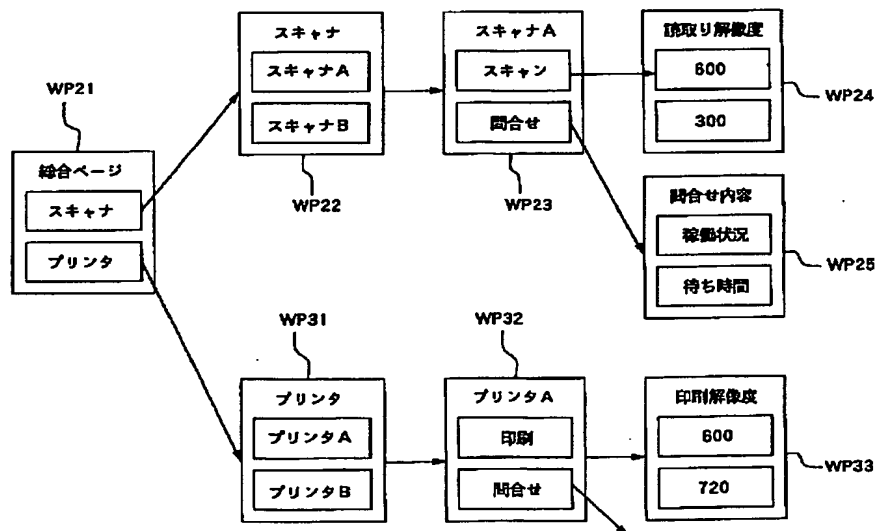 WP21
総合ページ
スキャナ
プリンタ
スキャナ
スキャナA
スキャナB
WP22
スキャナA
スキャン
問合せ
WP23
読取り解像度
600
300
WP24
問合せ内容
稼働状況
待ち時間
WP25
WP31
プリンタ
プリンタA
プリンタB
WP32
プリンタA
印刷
問合せ
印刷解像度
600
720
WP33